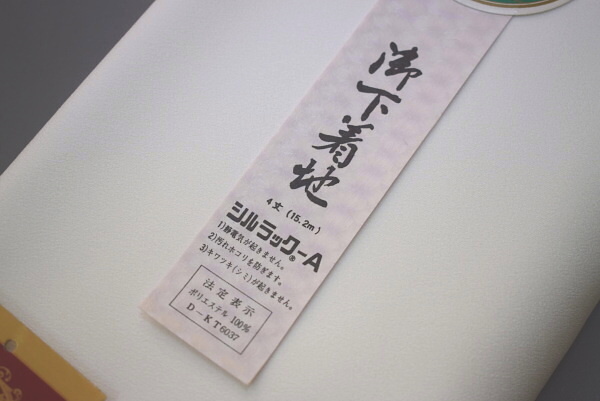 御下着地
4丈(15.2m)
シルラック®-A
1)静電気が起きません。
2)汚れホコリを防ぎます。
3)キワツキ(シミ)が起きません。
法定表示
ポリエステル 100%
D-KT6037